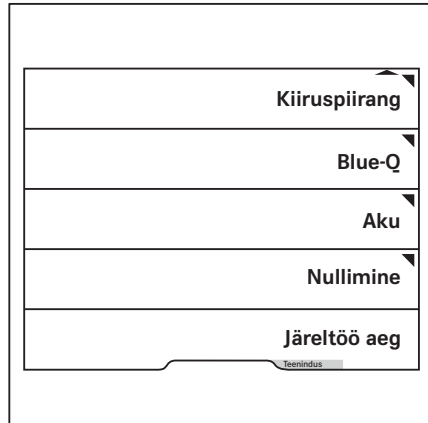 Kiiruspiirang
Blue-Q
Aku
Nullimine
Järeltöö aeg
Teenindus